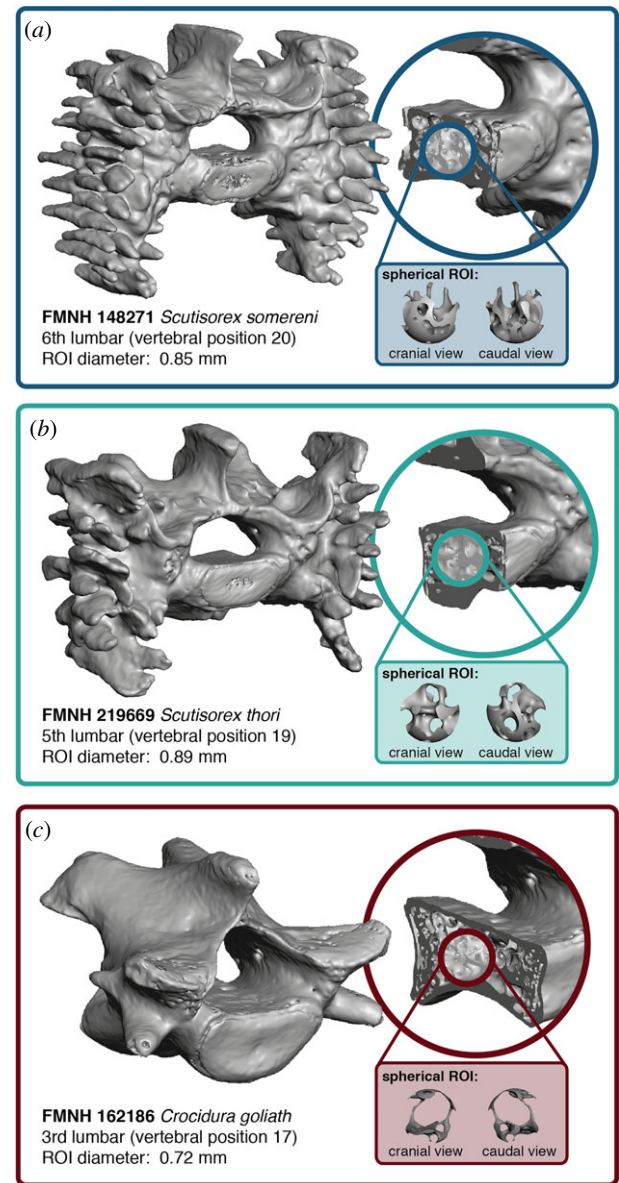 (a)
spherical ROI:
cranial view caudal view
FMNH 148271 Scutisorex somereni
6th lumbar (vertebral position 20)
ROI diameter: 0.85 mm
(b)
spherical ROI:
cranial view caudal view
FMNH 219669 Scutisorex thori
5th lumbar (vertebral position 19)
ROI diameter: 0.89 mm
(c)
spherical ROI:
cranial view caudal view
FMNH 162186 Crocidura goliath
3rd lumbar (vertebral position 17)
ROI diameter: 0.72 mm